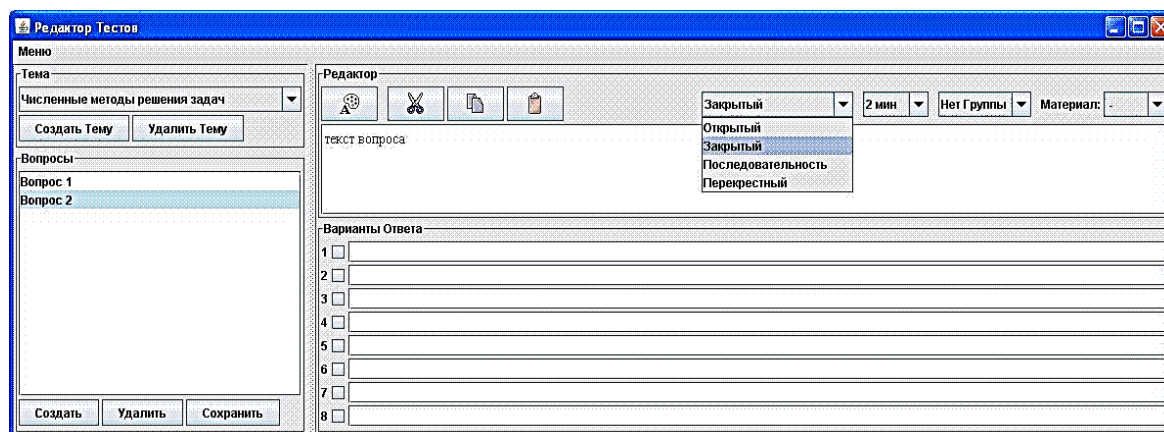 Редактор Тестов
Меню
Тема
Численные методы решения задач
Создать Тему Удалить Тему
Вопросы
Вопрос 1
Вопрос 2
Создать Удалить Сохранить
Редактор
A
Закрытый 2 мин Нет Группы Материал: -
Открытый
Закрытый
Последовательность
Перекрестный
текст вопроса
Варианты Ответа
1
2
3
4
5
6
7
8